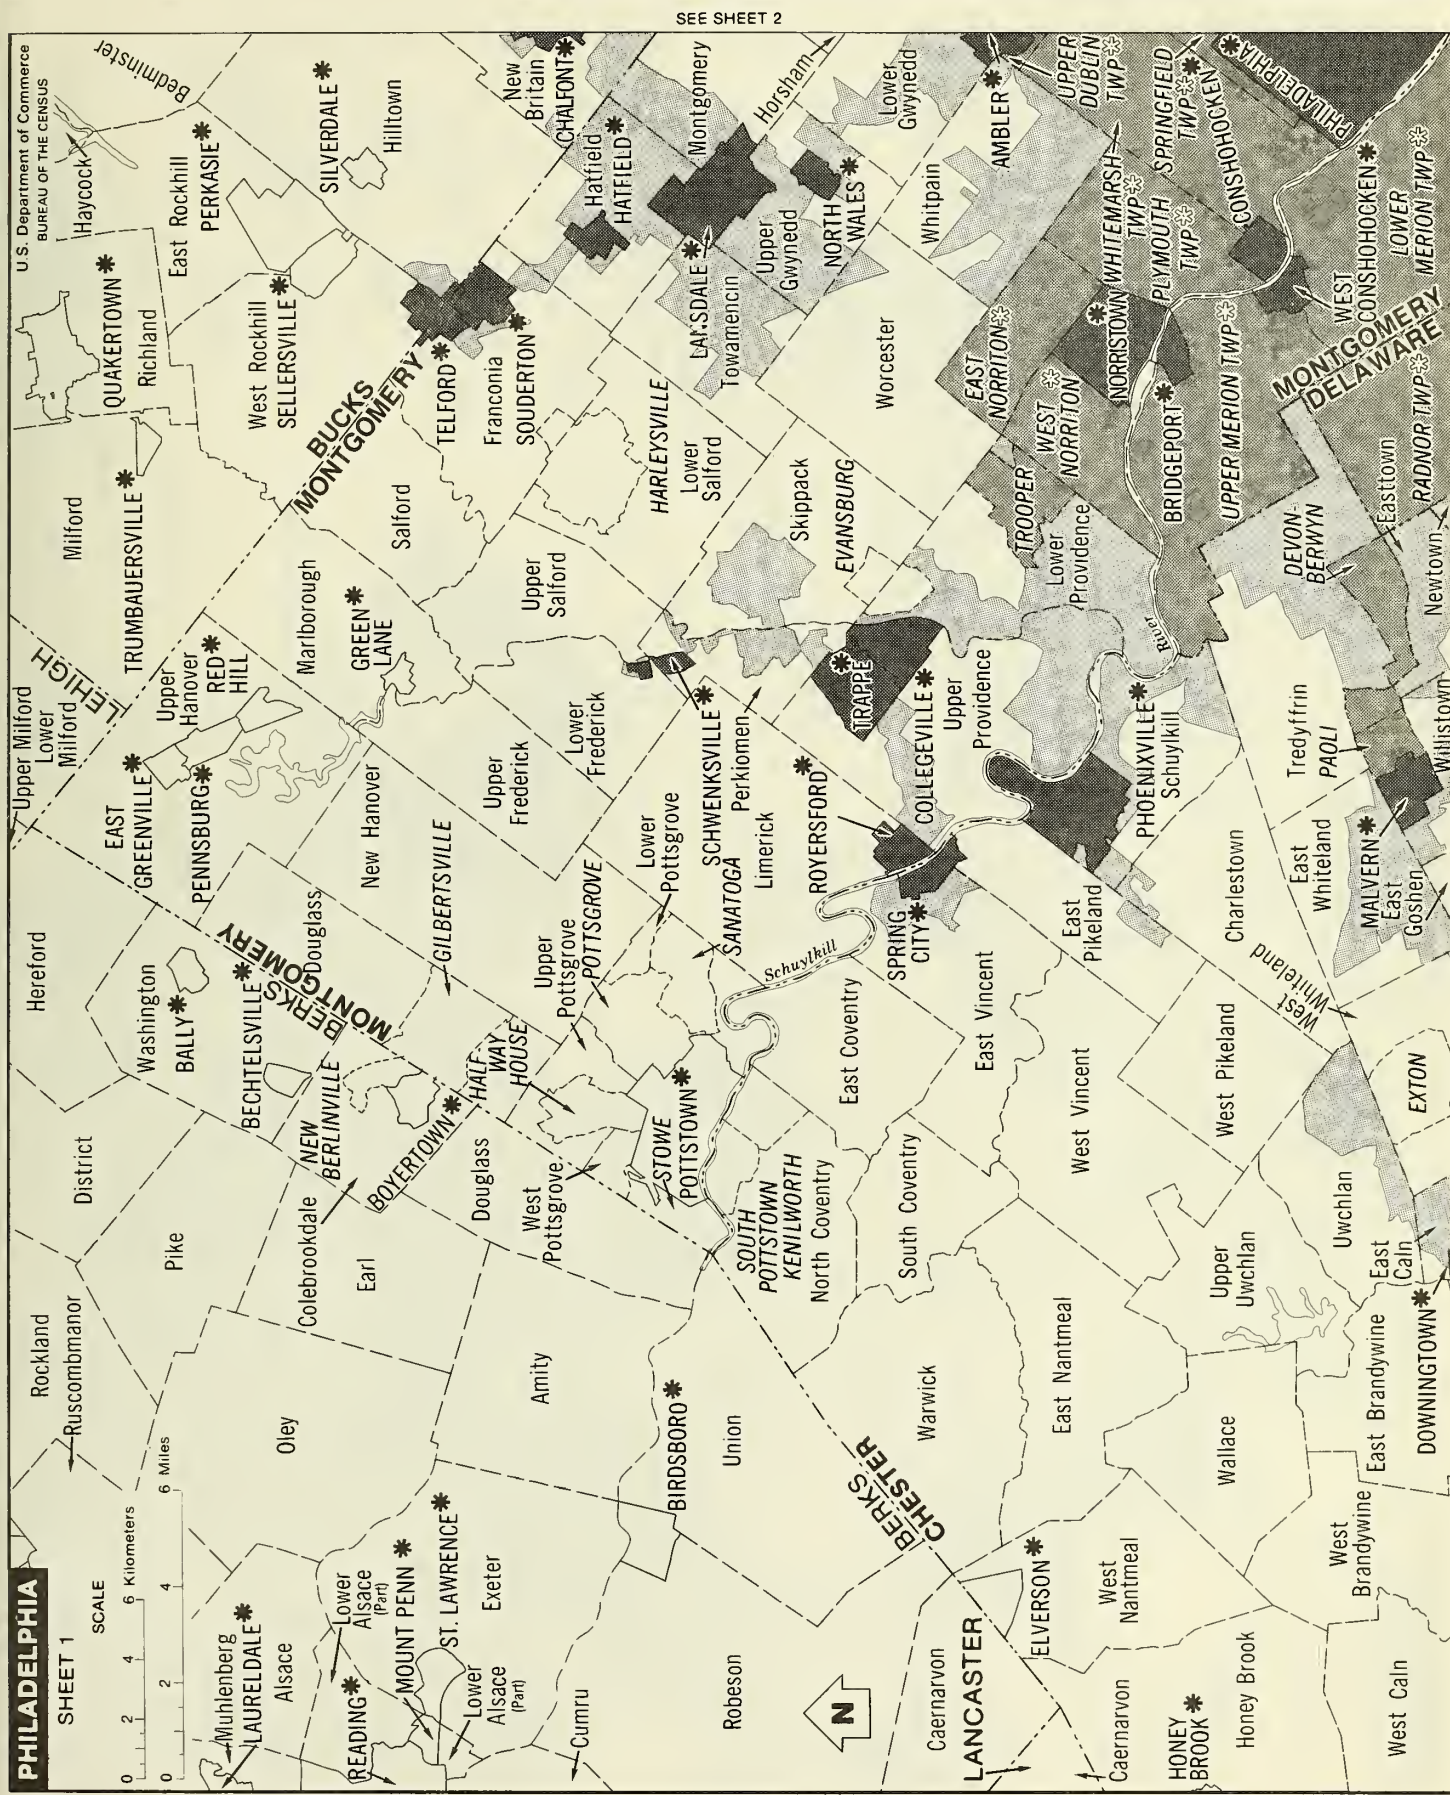 SEE SHEET 2
PHILADELPHIA
SHEET 1
SCALE
0 2 4 6 Kilometers
0 2 4 6 Miles
U.S. Department of Commerce
BUREAU OF THE CENSUS
Rockland
Ruscombmanor
Hereford
Upper Milford
Lower
Milford
LEHIGH
Milford
QUAKERTOWN*
Richland
Haycock
Bedminster
District
Washington
BALLY*
EAST
GREENVILLE*
PENNSBURG*
Upper
Hanover
RED
HILL*
TRUMBAUERSVILLE*
West Rockhill
SELLERSVILLE*
East Rockhill
PERKASIE*
SILVERDALE*
Hilltown
Pike
BECHTELSVILLE*
BERKS
MONTGOMERY
Douglass
New Hanover
Marlborough
GREEN
LANE*
Salford
BUCKS
MONTGOMERY
TELFORD*
Franconia
SOUDERTON*
New
Britain
CHALFONT*
Muhlenberg
LAURELDALE*
Alsace
Oley
Colebrookdale
Earl
NEW
BERLINVILLE
BOYERTOWN*
GILBERTSVILLE
HALF
WAY
HOUSE
Upper
Frederick
Lower
Frederick
Upper
Salford
HARLEYSVILLE
Lower
Salford
Hatfield
HATFIELD*
Montgomery
Horsham
READING*
Lower
Alsace
(Part)
MOUNT PENN*
ST. LAWRENCE*
Lower
Alsace
(Part)
Exeter
Amity
Douglass
West
Pottsgrove
Upper
Pottsgrove
POTTSGROVE
Lower
Pottsgrove
SANATOGA
SCHWENKSVILLE*
Perkiomen
Limerick
Skippack
EVANSBURG
LANSDALE*
Towamencin
Upper
Gwynedd
NORTH
WALES*
Lower
Gwynedd
Cumru
Robeson
BIRDSBORO*
Union
STOWE
POTTSTOWN*
SOUTH
POTTSTOWN
KENILWORTH
North Coventry
Schuylkill
ROYERSFORD*
TRAPPE*
COLLEGEVILLE*
Upper
Providence
Worcester
Whitpain
AMBLER*
UPPER
DUBLIN
TWP**
N
BERKS
CHESTER
Warwick
South Coventry
East Coventry
SPRING
CITY*
East Vincent
East
Pikeland
PHOENIXVILLE*
Schuylkill
River
Lower
Providence
TROOPER
WEST
NORRITON**
EAST
NORRITON**
NORRISTOWN*
WHITEMARSH
TWP**
PLYMOUTH
TWP**
SPRINGFIELD
TWP**
CONSHOHOCKEN*
PHILADELPHIA*
Caernarvon
LANCASTER
Caernarvon
ELVERSON*
West
Nantmeal
East Nantmeal
West Vincent
West Pikeland
Charlestown
BRIDGEPORT*
UPPER MERION TWP**
WEST
CONSHOHOCKEN*
LOWER
MERION TWP**
MONTGOMERY
DELAWARE
HONEY
BROOK*
Honey Brook
Wallace
Upper
Uwchlan
Uwchlan
West
Whiteland
East
Whiteland
Tredyffrin
PAOLI
DEVON-
BERWYN
Easttown
RADNOR TWP**
Newtown
West Caln
West
Brandywine
East Brandywine
DOWNINGTOWN*
East
Caln
EXTON
MALVERN*
East
Goshen
Willistown